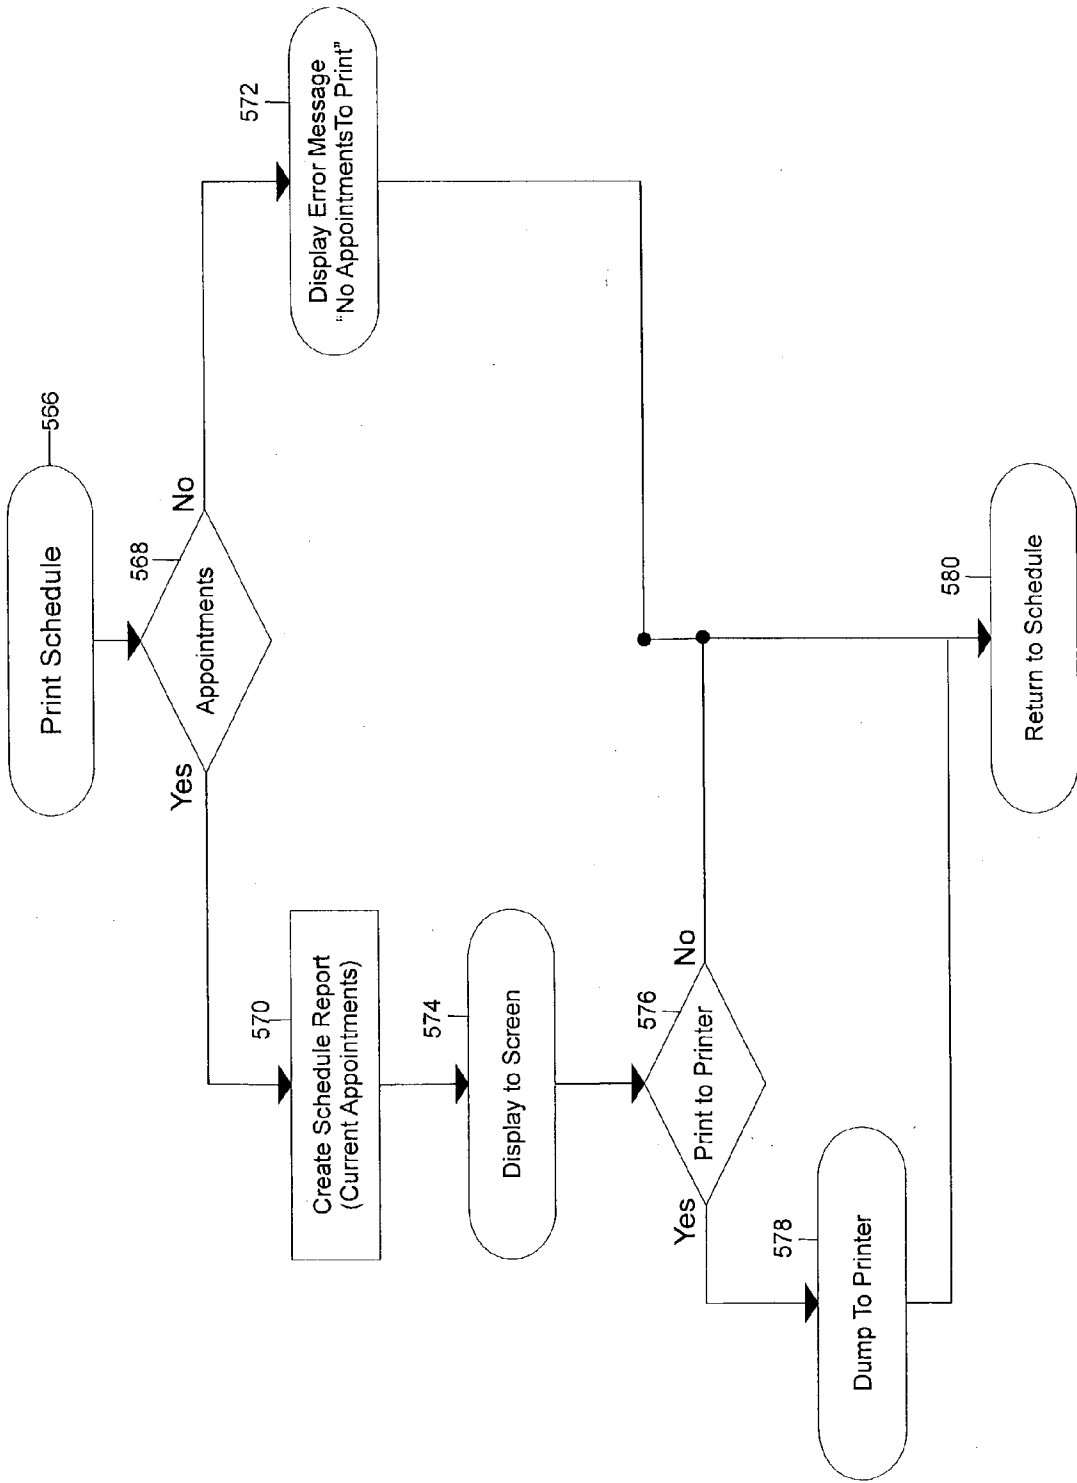 Print Schedule
566
568
Appointments
Yes
No
572
Display Error Message
"No AppointmentsTo Print"
570
Create Schedule Report
(Current Appointments)
574
Display to Screen
576
Print to Printer
Yes
No
578
Dump To Printer
580
Return to Schedule